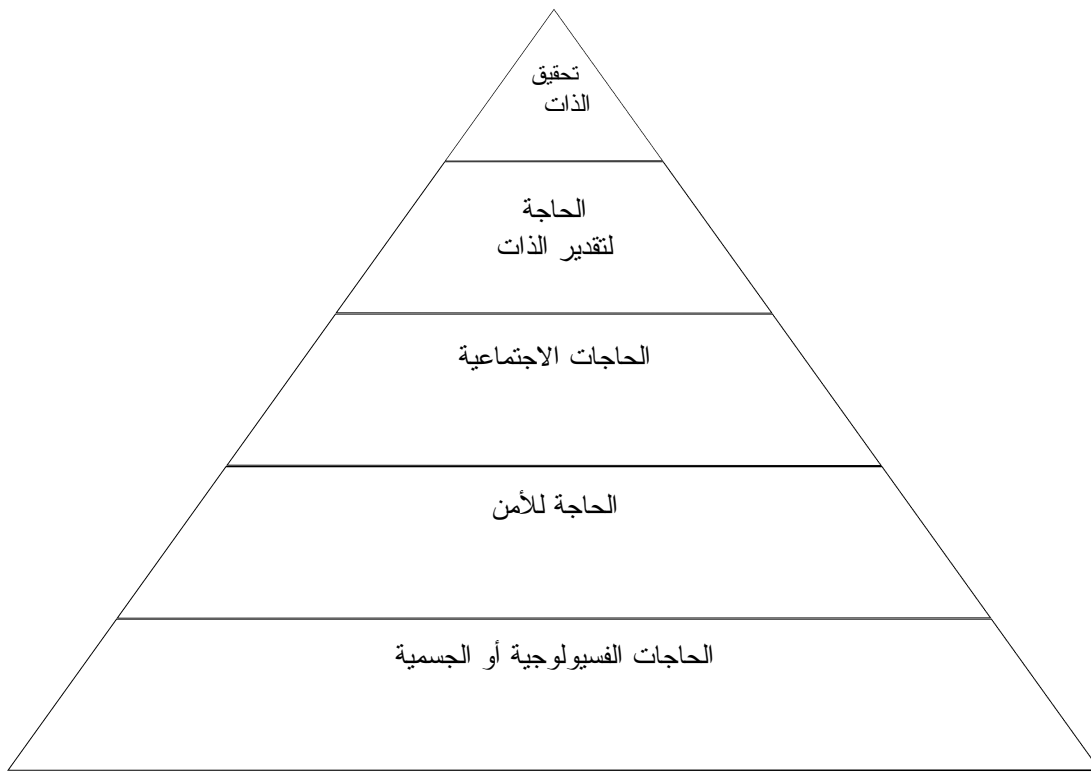 تحقيق
الذات
الحاجة
لتقدير الذات
الحاجات الاجتماعية
الحاجة للأمن
الحاجات الفسيولوجية أو الجسمية